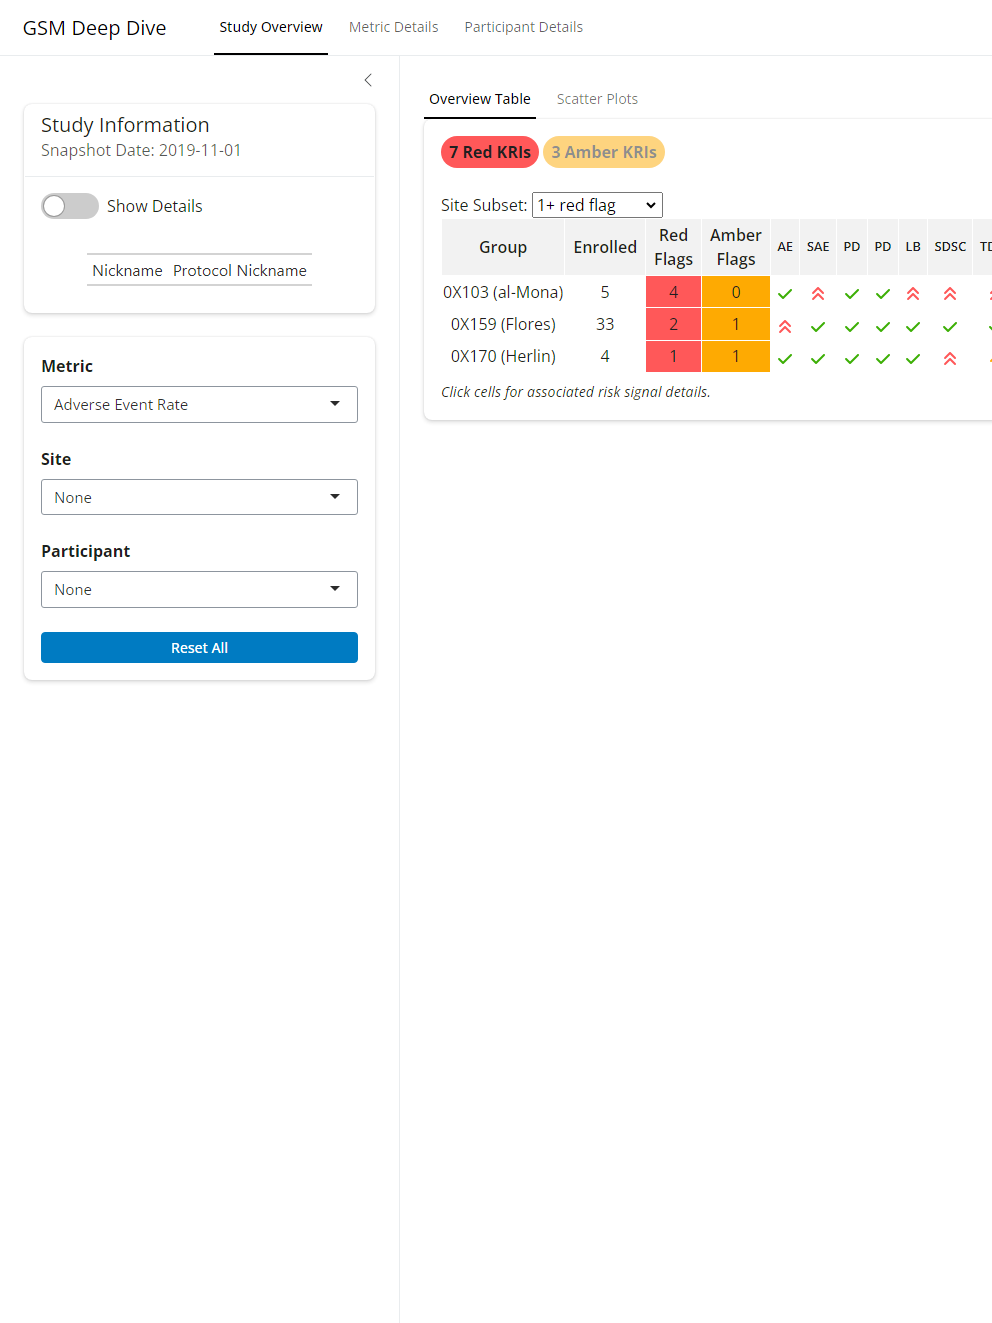 GSM Deep Dive
Study Overview
Metric Details
Participant Details
Study Information
Snapshot Date: 2019-11-01
Show Details
Nickname Protocol Nickname
Metric
Adverse Event Rate
Site
None
Participant
None
Reset All
Overview Table
Scatter Plots
7 Red KRIs
3 Amber KRIs
Site Subset: 1+ red flag
Group Enrolled Red Flags Amber Flags AE SAE PD PD LB SDSC
0X103 (al-Mona) 5 4 0
0X159 (Flores) 33 2 1
0X170 (Herlin) 4 1 1
Click cells for associated risk signal details.